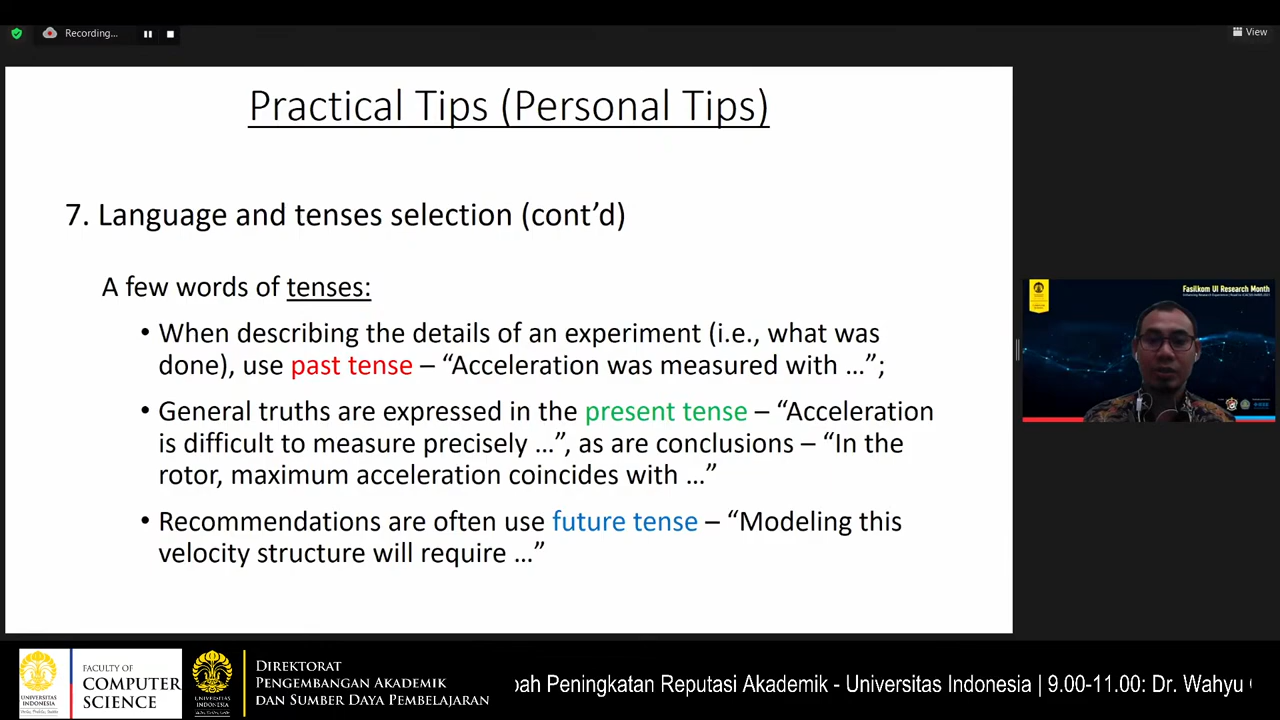 Recording...
View
Practical Tips (Personal Tips)
7. Language and tenses selection (cont’d)
A few words of tenses:
• When describing the details of an experiment (i.e., what was
done), use past tense – “Acceleration was measured with …”;
• General truths are expressed in the present tense – “Acceleration
is difficult to measure precisely …”, as are conclusions – “In the
rotor, maximum acceleration coincides with …”
• Recommendations are often use future tense – “Modeling this
velocity structure will require …”
Fasilkom UI Research Month
UNIVERSITAS
INDONESIA
FACULTY OF
COMPUTER
SCIENCE
UNIVERSITAS
INDONESIA
DIREKTORAT
PENGEMBANGAN AKADEMIK
DAN SUMBER DAYA PEMBELAJARAN
Peningkatan Reputasi Akademik - Universitas Indonesia | 9.00-11.00: Dr. Wahyu